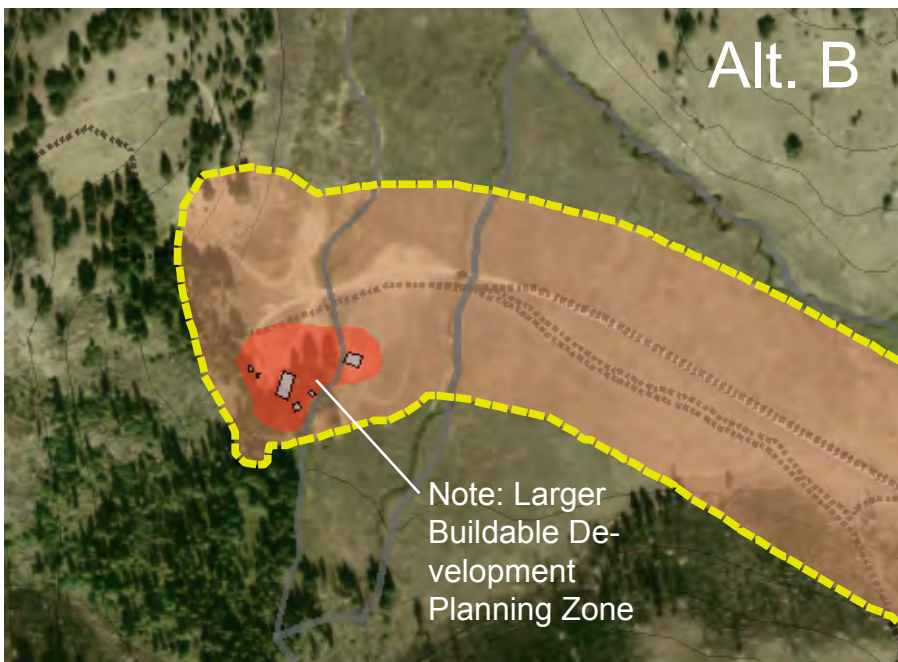 Alt. B
Note: Larger
Buildable De-
velopment
Planning Zone